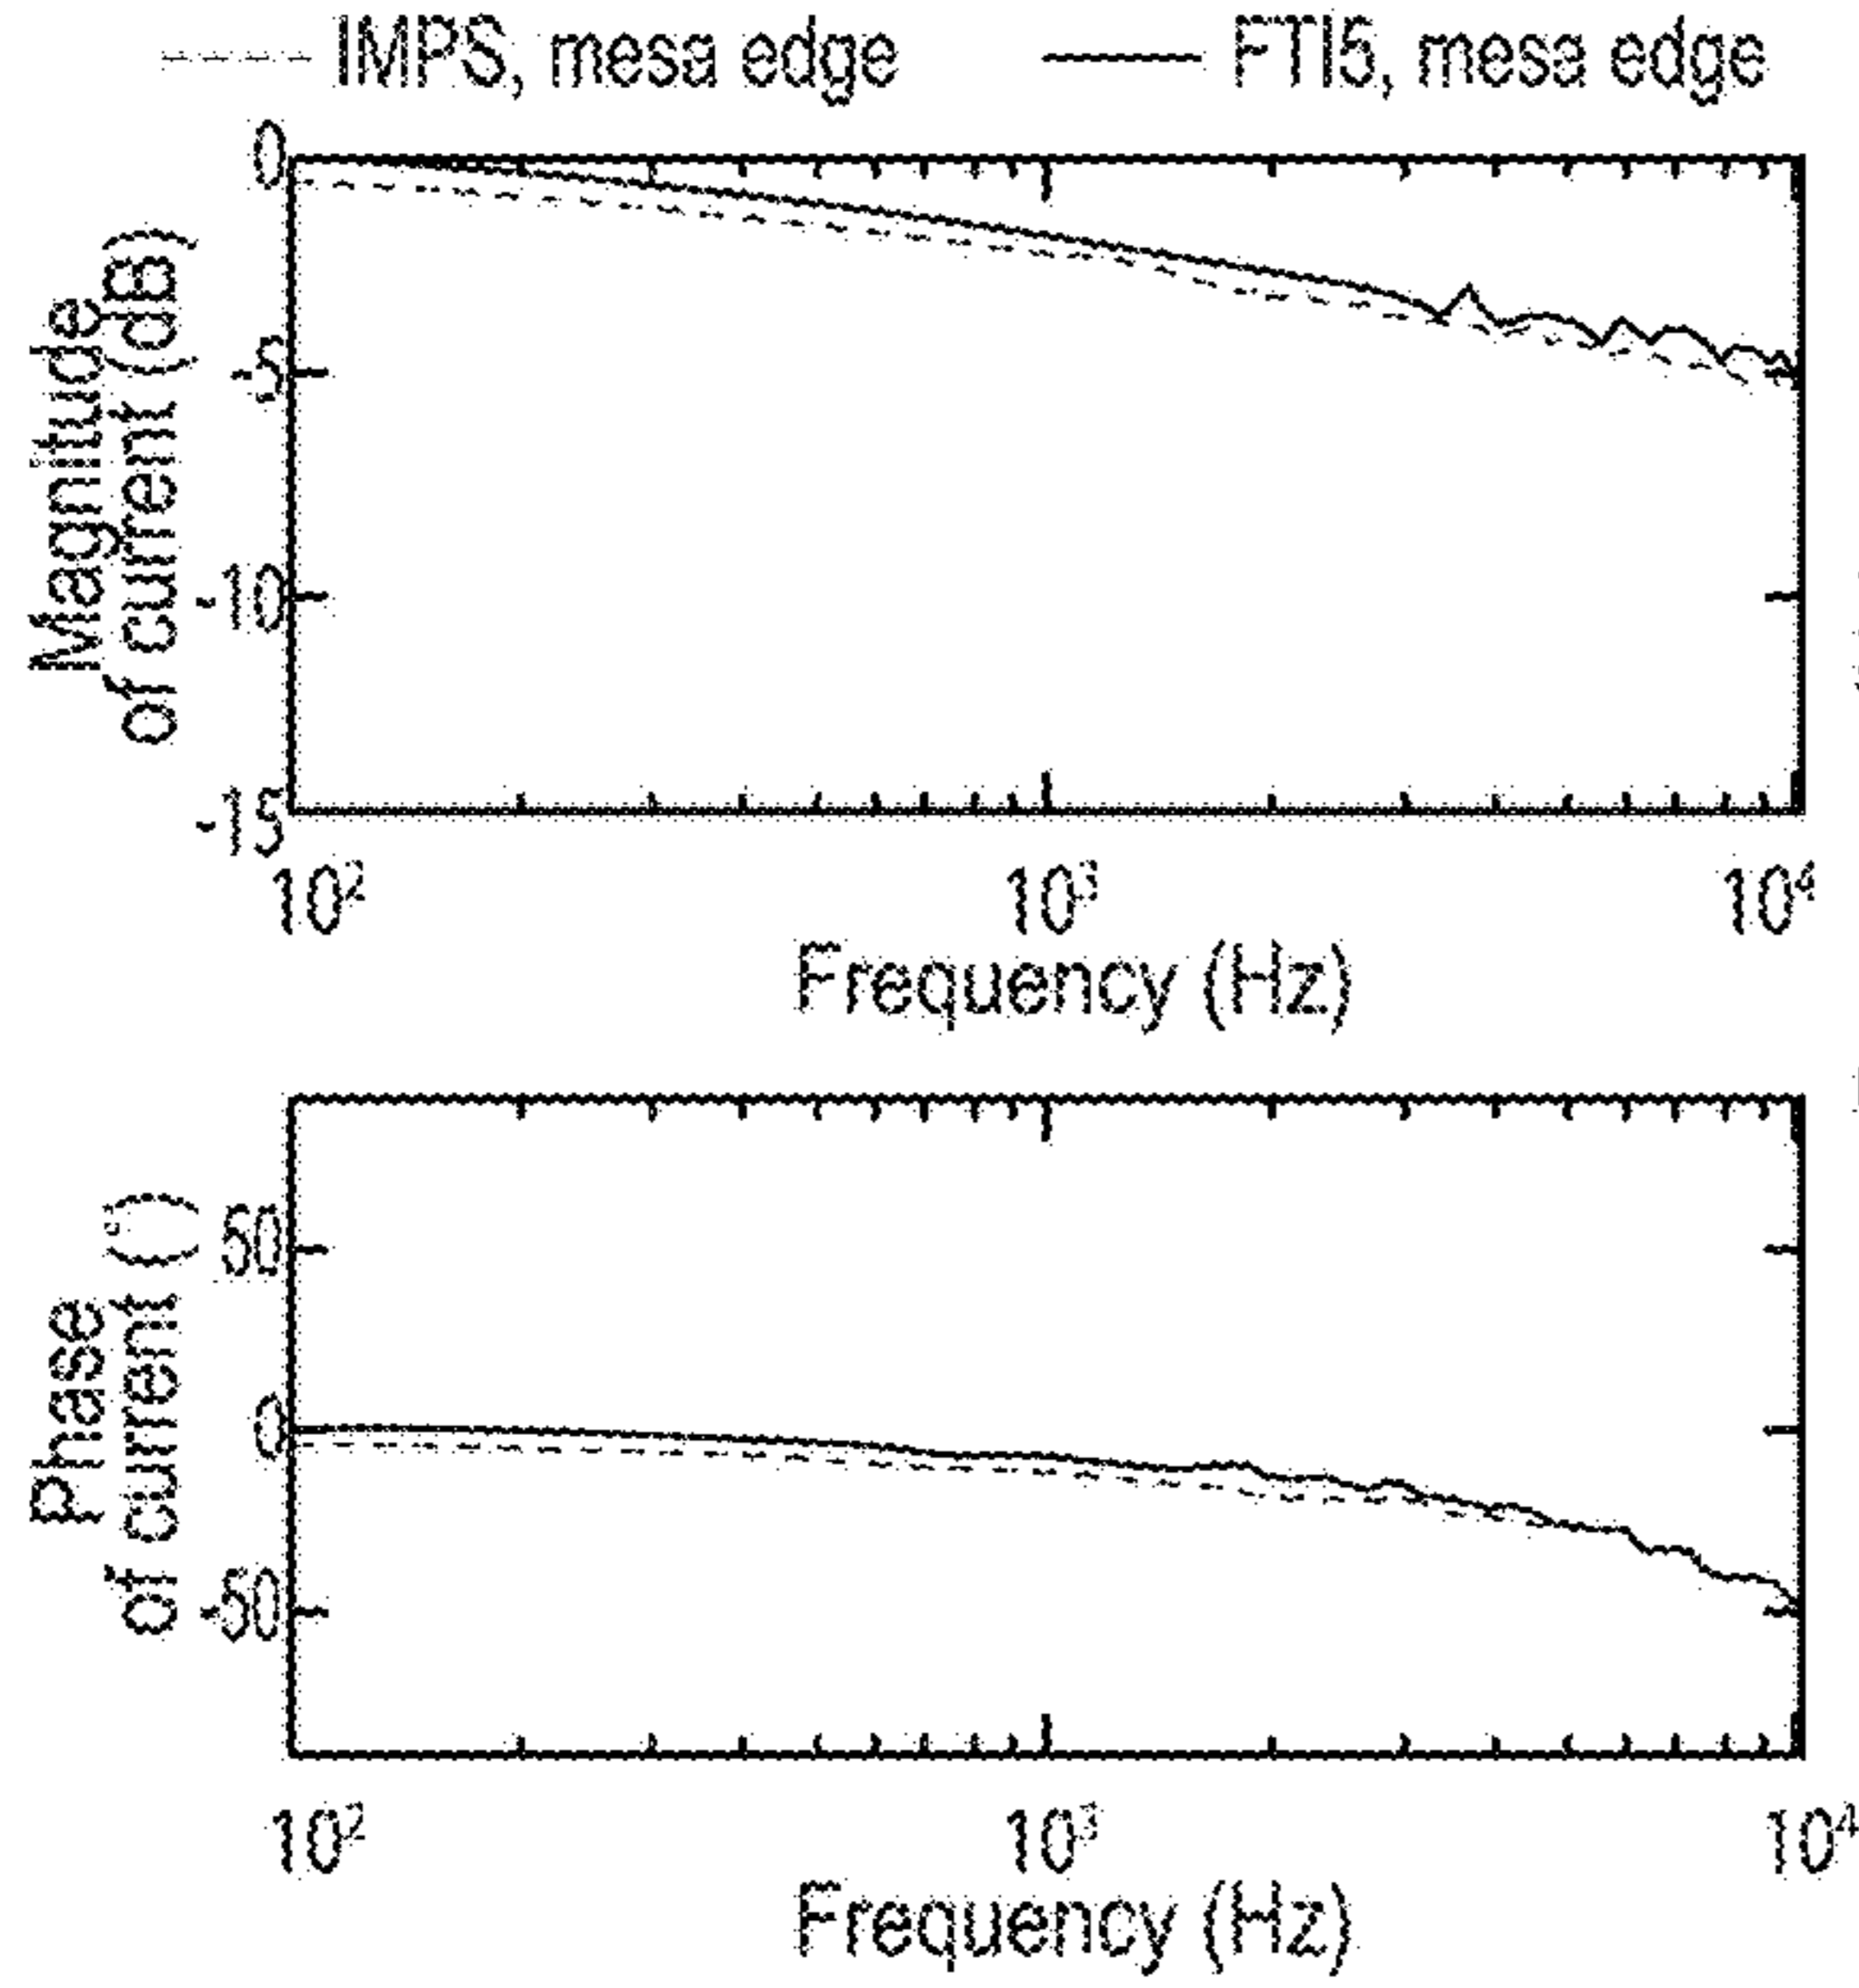 IMPS, mesa edge FTI5, mesa edge
0
-5
-10
-15
Magnitude
of current (dB)
10² 10³ 10⁴
Frequency (Hz)
50
0
-50
Phase
of current (°)
10² 10³ 10⁴
Frequency (Hz)